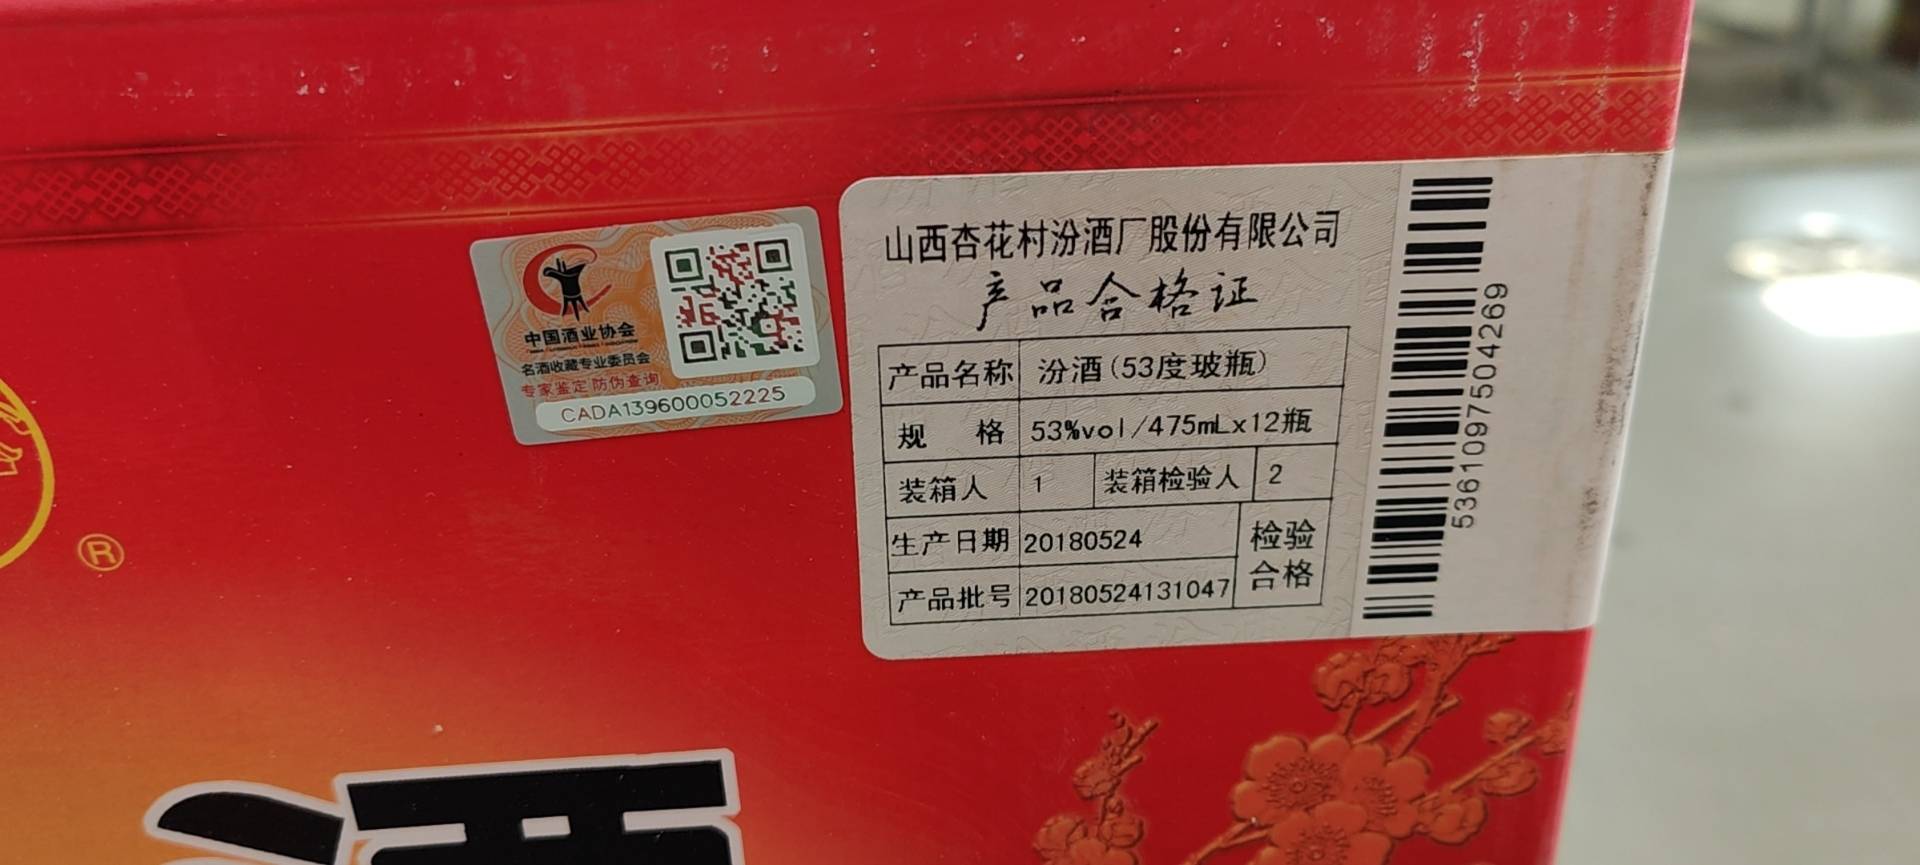 中国酒业协会
名酒收藏专业委员会
专家鉴定防伪查询
CADA139600052225
山西杏花村汾酒厂股份有限公司
产品合格证
产品名称 汾酒(53度玻瓶)
规 格 53%vol/475mLx12瓶
装箱人 1 装箱检验人 2
生产日期 20180524
检验合格
产品批号 20180524131047
5361097504269
®
酒